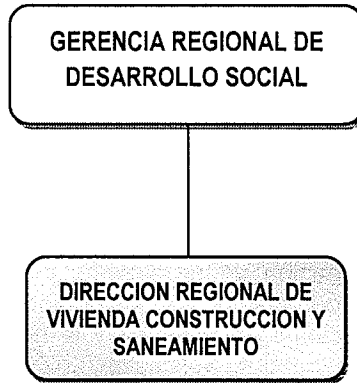 GERENCIA REGIONAL DE
DESARROLLO SOCIAL
DIRECCION REGIONAL DE
VIVIENDA CONSTRUCCION Y
SANEAMIENTO